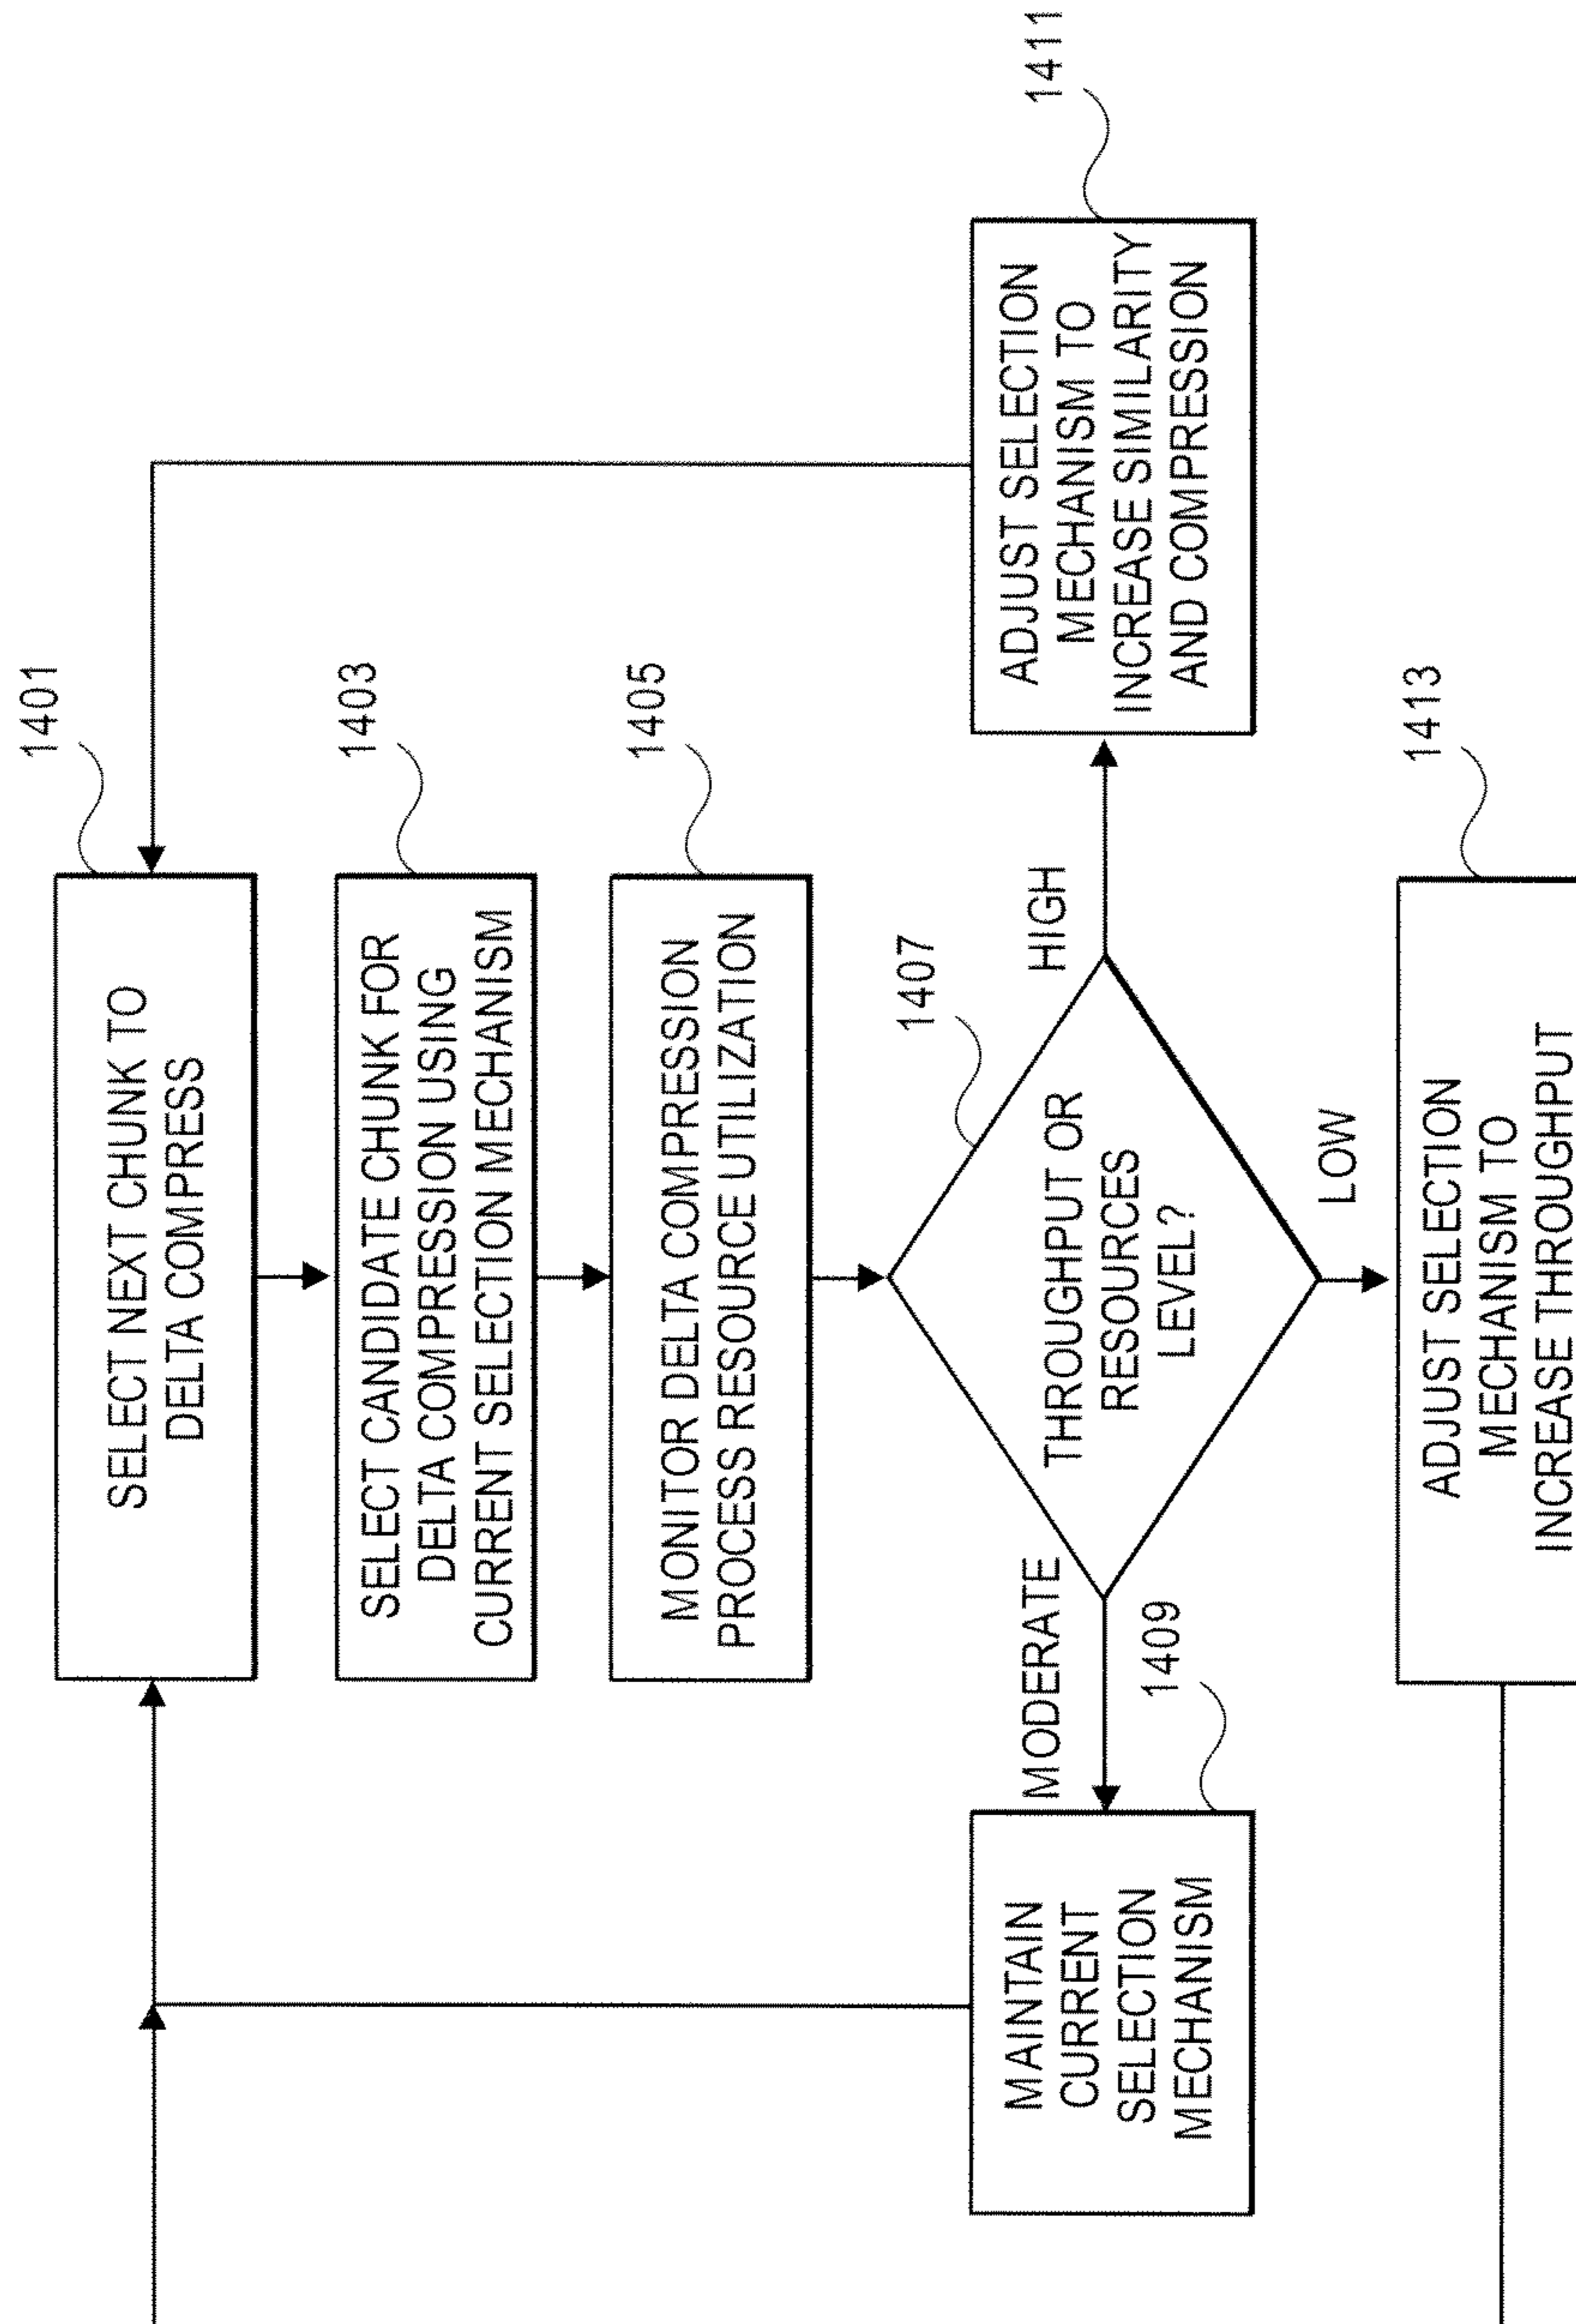 1401
SELECT NEXT CHUNK TO
DELTA COMPRESS
1403
SELECT CANDIDATE CHUNK FOR
DELTA COMPRESSION USING
CURRENT SELECTION MECHANISM
1405
MONITOR DELTA COMPRESSION
PROCESS RESOURCE UTILIZATION
1407
THROUGHPUT OR
RESOURCES
LEVEL?
MODERATE
HIGH
LOW
1409
MAINTAIN
CURRENT
SELECTION
MECHANISM
1411
ADJUST SELECTION
MECHANISM TO
INCREASE SIMILARITY
AND COMPRESSION
1413
ADJUST SELECTION
MECHANISM TO
INCREASE THROUGHPUT